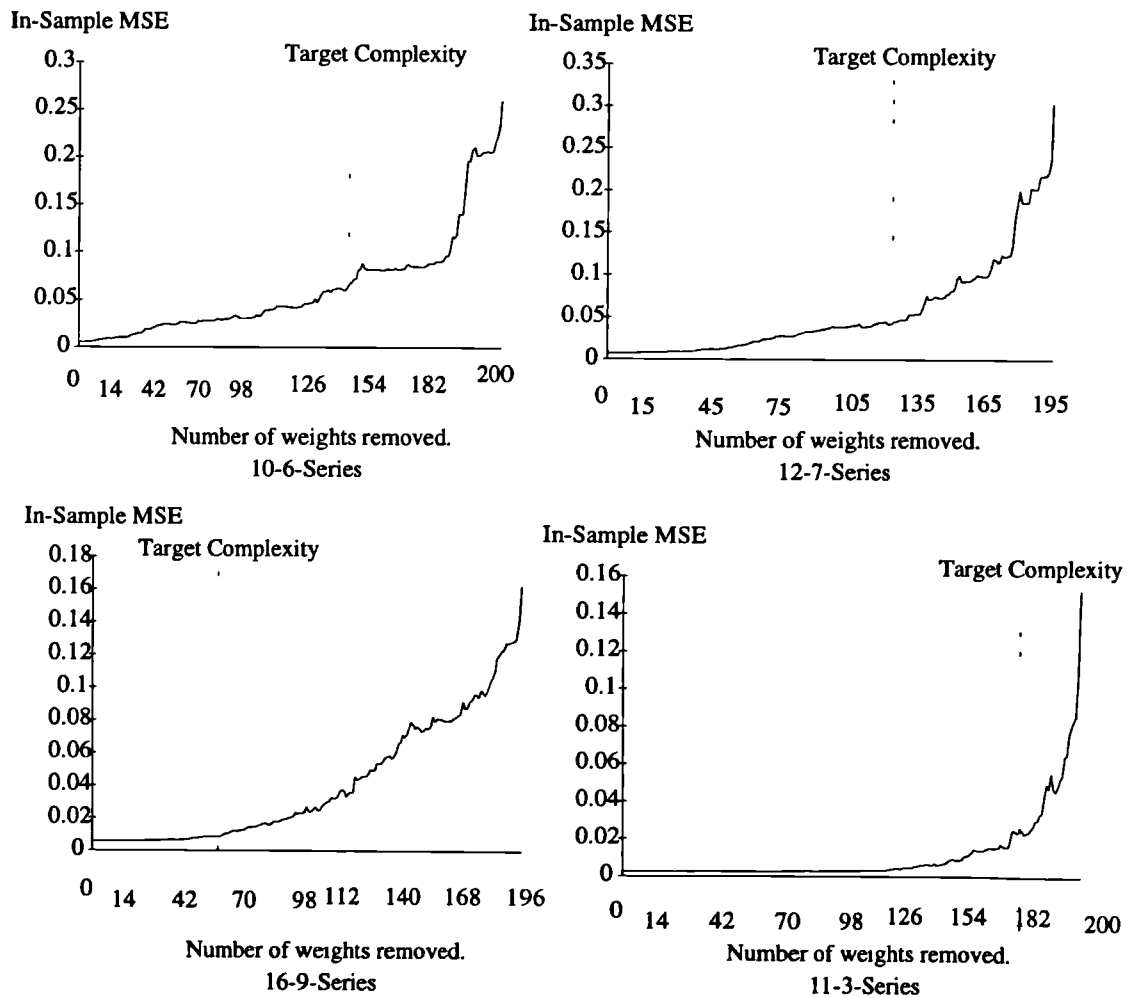 In-Sample MSE
Target Complexity
0.3
0.25
0.2
0.15
0.1
0.05
0
0 14 42 70 98 126 154 182 200
Number of weights removed.
10-6-Series
In-Sample MSE
Target Complexity
0.35
0.3
0.25
0.2
0.15
0.1
0.05
0
0 15 45 75 105 135 165 195
Number of weights removed.
12-7-Series
In-Sample MSE
Target Complexity
0.18
0.16
0.14
0.12
0.1
0.08
0.06
0.04
0.02
0
0 14 42 70 98 112 140 168 196
Number of weights removed.
16-9-Series
In-Sample MSE
Target Complexity
0.16
0.14
0.12
0.1
0.08
0.06
0.04
0.02
0
0 14 42 70 98 126 154 182 200
Number of weights removed.
11-3-Series